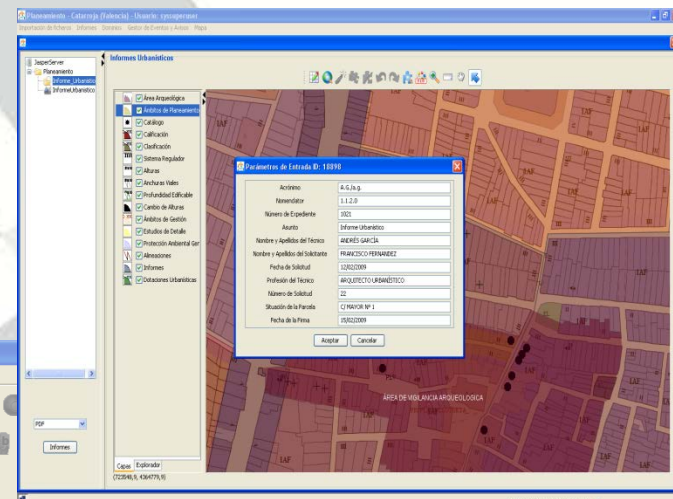 Planeamiento - Catarroja (Valencia) - Usuario: syssuperuser
Importación de ficheros Informes Dominios Gestor de Eventos y Avisos Mapa
Informes Urbanísticos
JasperServer
Planeamiento
Informe_Urbanistic
InformeUrbanistico
Área Arqueológica
Ámbitos de Planeamiento
Catálogo
Calificación
Clasificación
Sistema Regulador
Alturas
Anchuras Viales
Profundidad Edificable
Cambio de Alturas
Ámbitos de Gestión
Estudios de Detalle
Protección Ambiental Gen
Alineaciones
Informes
Dotaciones Urbanísticas
Parámetros de Entrada ID: 18898
Acrónimo A.G./a.g.
Nomenclator 1.1.2.0
Número de Expediente 1021
Asunto Informe Urbanístico
Nombre y Apellidos del Técnico ANDRÉS GARCÍA
Nombre y Apellidos del Solicitante FRANCISCO FERNANDEZ
Fecha de Solicitud 12/02/2009
Profesión del Técnico ARQUITECTO URBANÍSTICO
Número de Solicitud 22
Situación de la Parcela C/ MAYOR Nº 1
Fecha de la Firma 15/02/2009
Aceptar Cancelar
ÁREA DE VIGILANCIA ARQUEOLOGICA
PDF
Informes
Capas Explorador